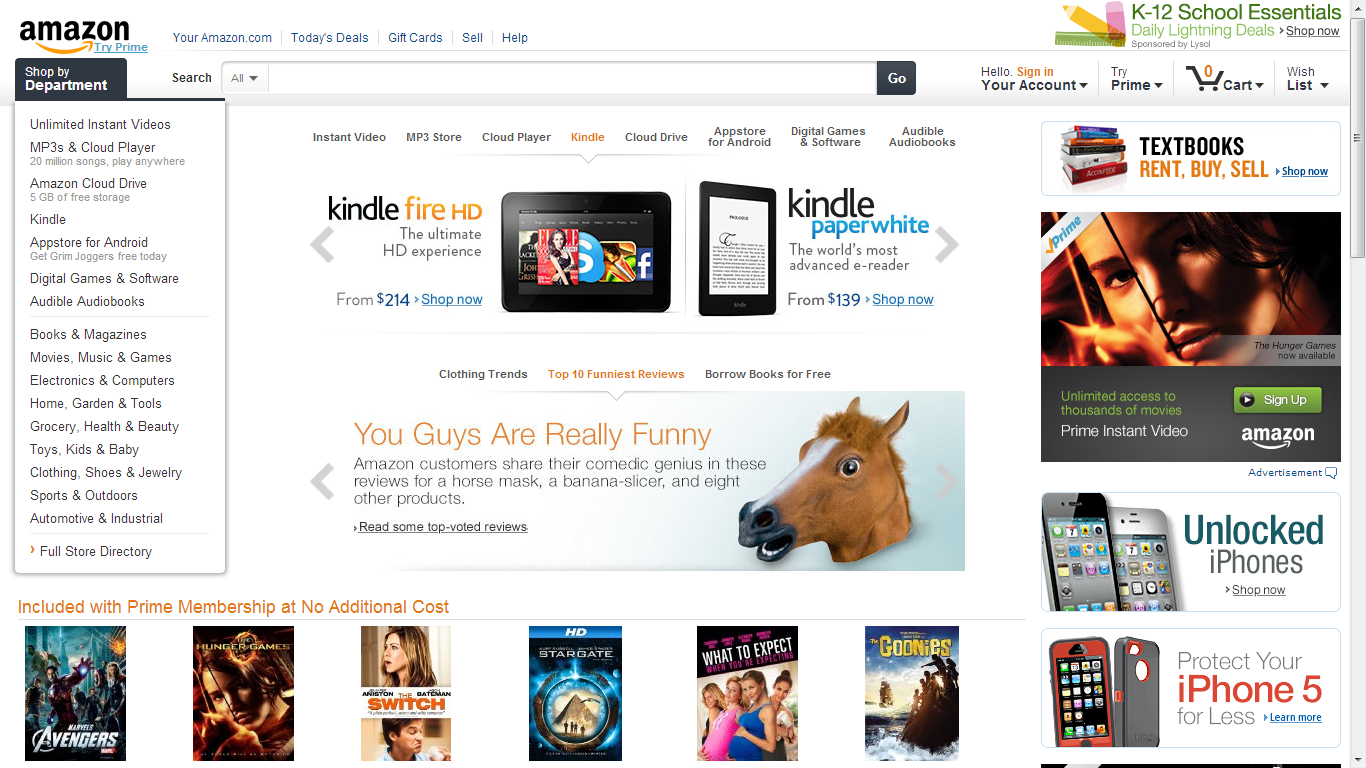 amazon
Try Prime
Your Amazon.com
Today's Deals
Gift Cards
Sell
Help
K-12 School Essentials
Daily Lightning Deals
Shop now
Sponsored by Lysol
Shop by
Department
Search
All
Go
Hello. Sign in
Your Account
Try
Prime
0
Cart
Wish
List
Unlimited Instant Videos
MP3s & Cloud Player
20 million songs, play anywhere
Amazon Cloud Drive
5 GB of free storage
Kindle
Appstore for Android
Get Grim Joggers free today
Digital Games & Software
Audible Audiobooks
Books & Magazines
Movies, Music & Games
Electronics & Computers
Home, Garden & Tools
Grocery, Health & Beauty
Toys, Kids & Baby
Clothing, Shoes & Jewelry
Sports & Outdoors
Automotive & Industrial
Full Store Directory
Instant Video
MP3 Store
Cloud Player
Kindle
Cloud Drive
Appstore
for Android
Digital Games
& Software
Audible
Audiobooks
kindle fire HD
The ultimate
HD experience
From $214 Shop now
kindle
paperwhite
The world's most
advanced e-reader
From $139 Shop now
PROLOGUE
kindle
Clothing Trends
Top 10 Funniest Reviews
Borrow Books for Free
You Guys Are Really Funny
Amazon customers share their comedic genius in these
reviews for a horse mask, a banana-slicer, and eight
other products.
Read some top-voted reviews
TEXTBOOKS
RENT, BUY, SELL Shop now
Prime
The Hunger Games
now available
Unlimited access to
thousands of movies
Prime Instant Video
Sign Up
amazon
Advertisement
Unlocked
iPhones
Shop now
Protect Your
iPhone 5
for Less Learn more
Included with Prime Membership at No Additional Cost
MARVEL'S
AVENGERS
THE
HUNGER GAMES
ANISTON
BATEMAN
THE
SWITCH
HD
STARGATE
WHAT TO EXPECT
WHEN YOU'RE EXPECTING
THE
GOONIES